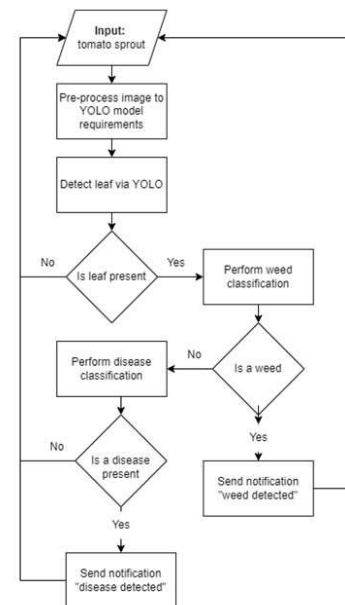 Input:
tomato sprout
Pre-process image to
YOLO model
requirements
Detect leaf via YOLO
No
Is leaf present
Yes
Perform weed
classification
Perform disease
classification
No
Is a weed
No
Is a disease
present
Yes
Send notification
"weed detected"
Yes
Send notification
"disease detected"